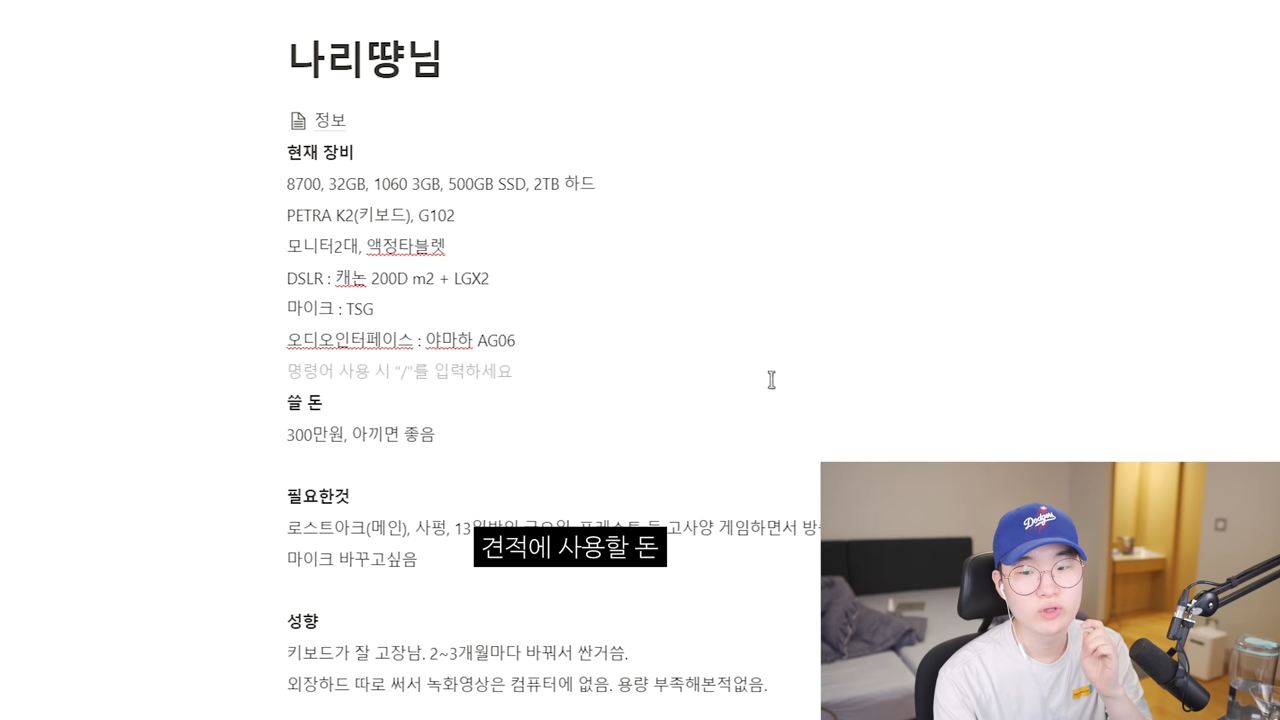 나리땽님
정보
현재 장비
8700, 32GB, 1060 3GB, 500GB SSD, 2TB 하드
PETRA K2(키보드), G102
모니터2대, 액정타블렛
DSLR : 캐논 200D m2 + LGX2
마이크 : TSG
오디오인터페이스 : 야마하 AG06
명령어 사용 시 "/"를 입력하세요
쓸 돈
300만원, 아끼면 좋음
필요한것
로스트아크(메인), 사펑, 고사양 게임하면서
견적에 사용할 돈
마이크 바꾸고싶음
성향
키보드가 잘 고장남. 2~3개월마다 바꿔서 싼거씀.
외장하드 따로 써서 녹화영상은 컴퓨터에 없음. 용량 부족해본적없음.
Dodgers